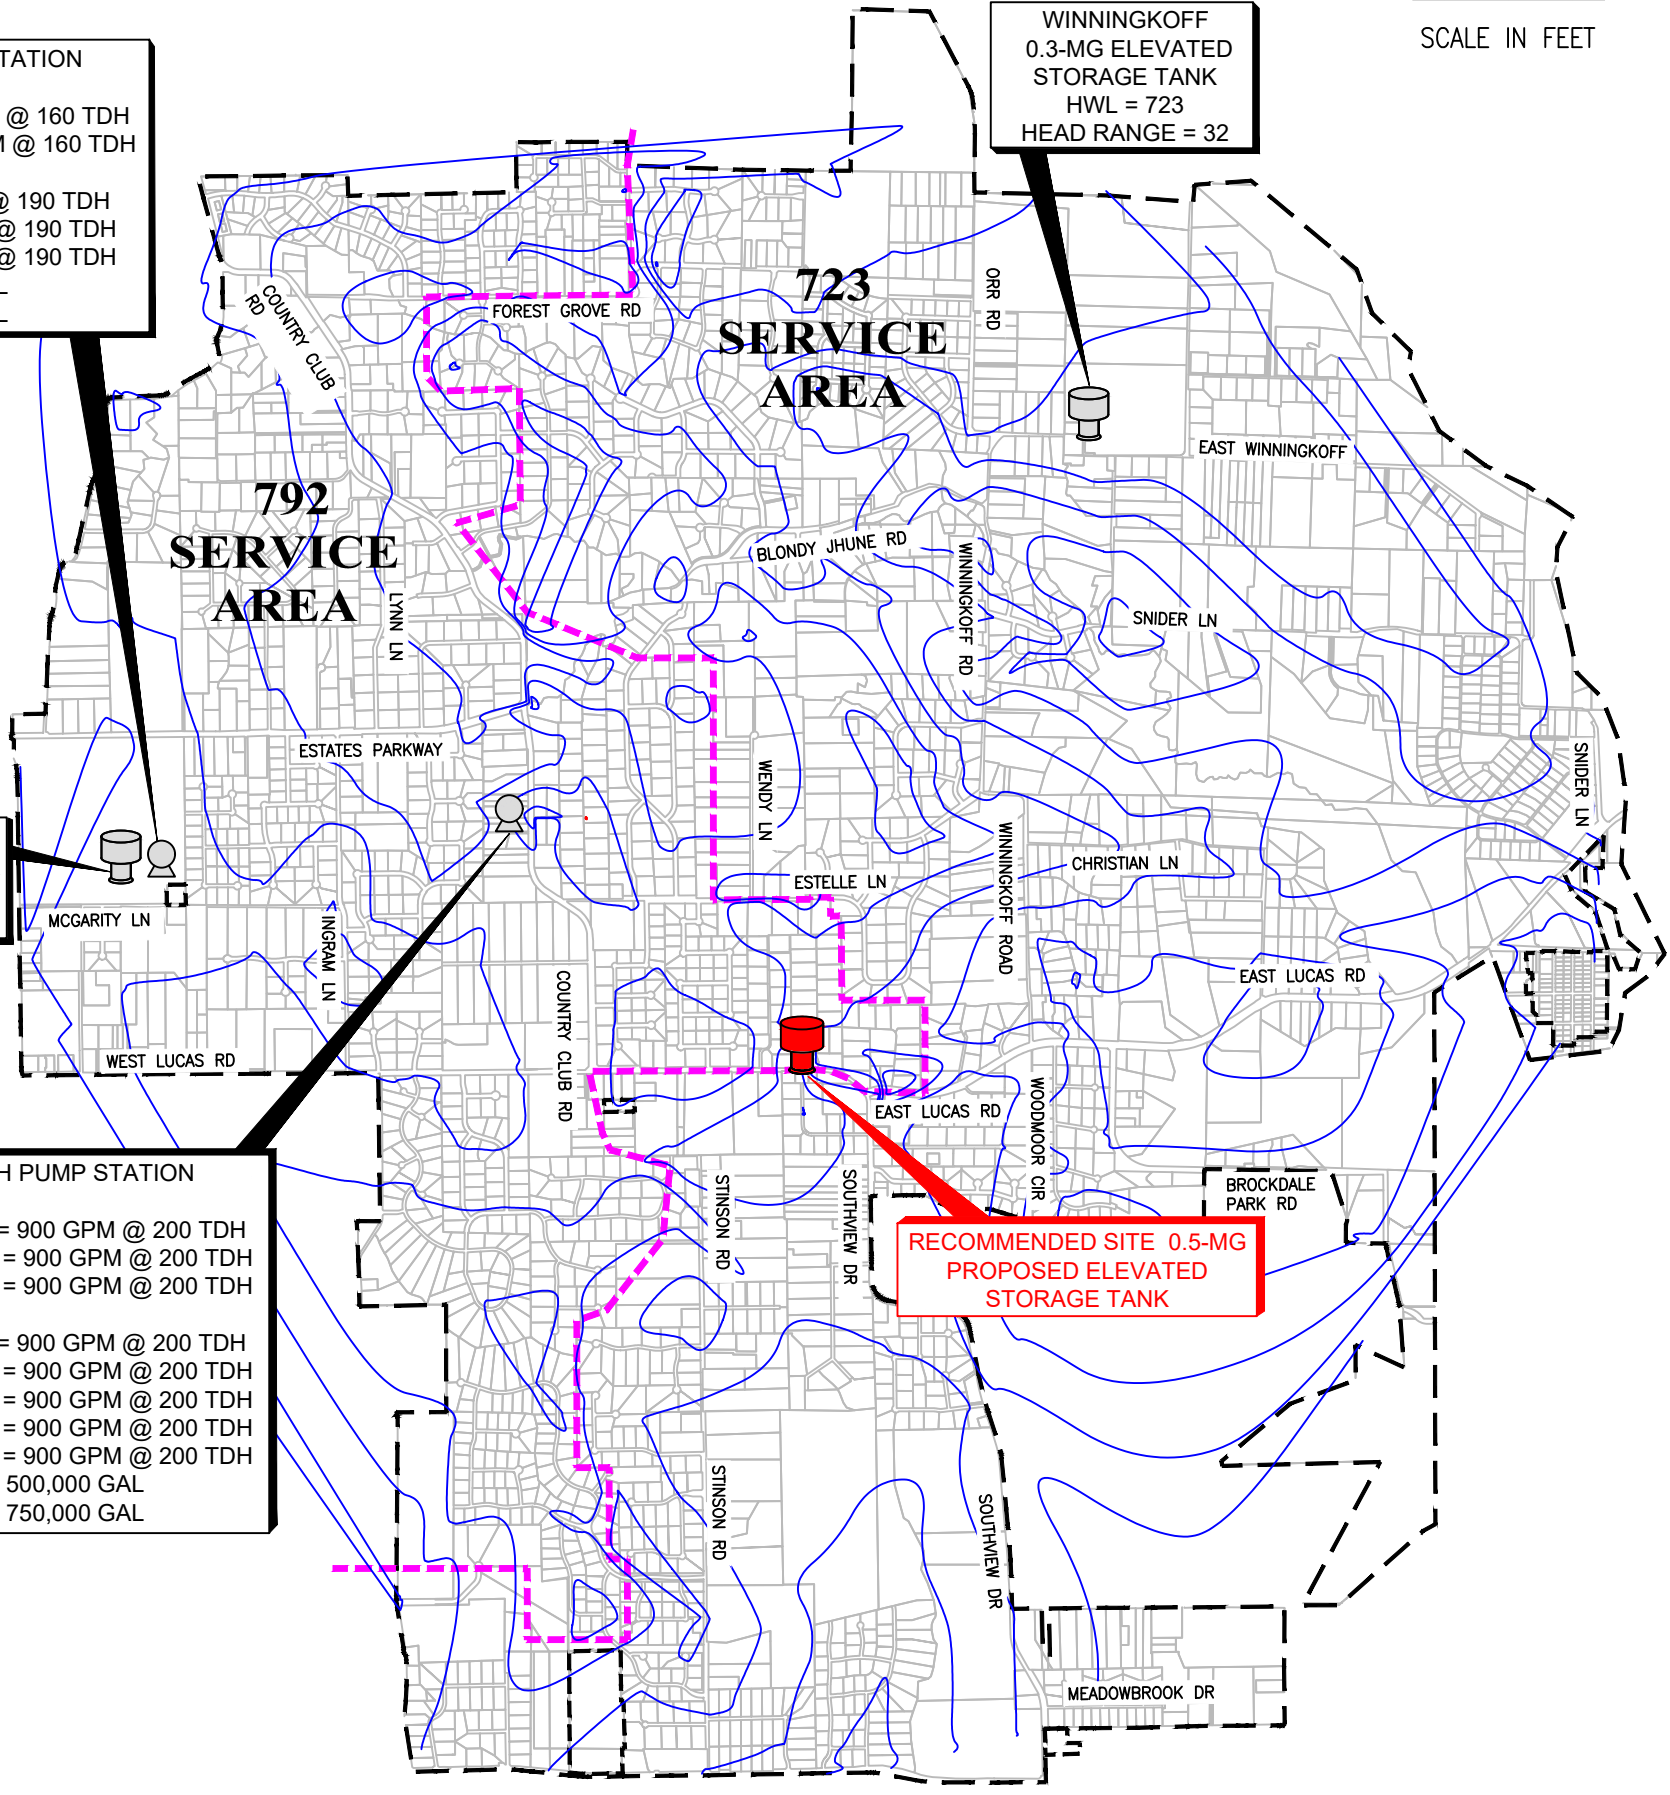 SCALE IN FEET
WINNINGKOFF
0.3-MG ELEVATED
STORAGE TANK
HWL = 723
HEAD RANGE = 32
TATION
@ 160 TDH
M @ 160 TDH
@ 190 TDH
@ 190 TDH
@ 190 TDH
723
SERVICE
AREA
ORR RD
COUNTRY CLUB
RD
FOREST GROVE RD
EAST WINNINGKOFF
792
SERVICE
AREA
BLONDY JHUNE RD
WINNINGKOFF RD
LYNN LN
SNIDER LN
ESTATES PARKWAY
WENDY LN
SNIDER LN
WINNINGKOFF ROAD
CHRISTIAN LN
ESTELLE LN
MCGARITY LN
INGRAM LN
COUNTRY CLUB RD
EAST LUCAS RD
WEST LUCAS RD
EAST LUCAS RD
WOODMOOR CIR
STINSON RD
SOUTHVIEW DR
BROCKDALE
PARK RD
RECOMMENDED SITE 0.5-MG
PROPOSED ELEVATED
STORAGE TANK
H PUMP STATION
= 900 GPM @ 200 TDH
= 900 GPM @ 200 TDH
= 900 GPM @ 200 TDH
= 900 GPM @ 200 TDH
= 900 GPM @ 200 TDH
= 900 GPM @ 200 TDH
= 900 GPM @ 200 TDH
= 900 GPM @ 200 TDH
500,000 GAL
750,000 GAL
STINSON RD
SOUTHVIEW DR
MEADOWBROOK DR